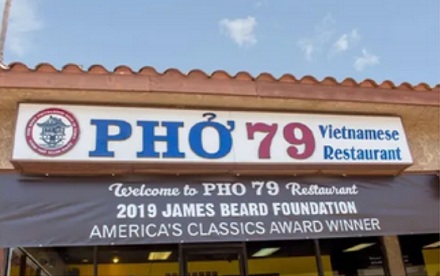 PHỞ 79 Vietnamese
Restaurant
Welcome to PHO 79 Restaurant
2019 JAMES BEARD FOUNDATION
AMERICA'S CLASSICS AWARD WINNER